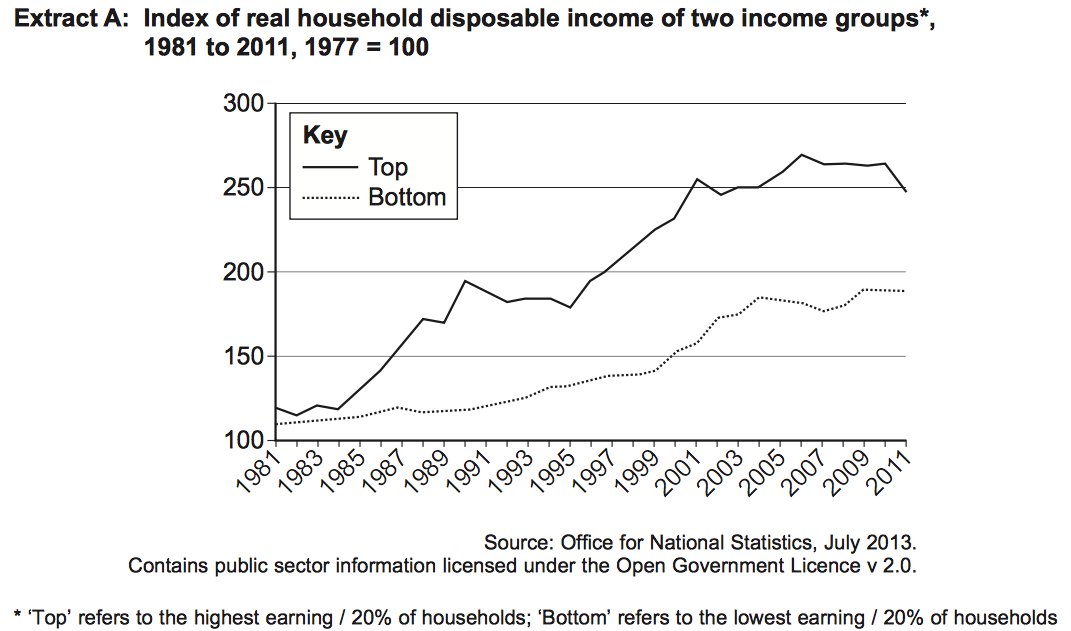 Extract A: Index of real household disposable income of two income groups*,
1981 to 2011, 1977 = 100
300
250
200
150
100
Key
Top
Bottom
1981
1983
1985
1987
1989
1991
1993
1995
1997
1999
2001
2003
2005
2007
2009
2011
Source: Office for National Statistics, July 2013.
Contains public sector information licensed under the Open Government Licence v 2.0.
* ‘Top’ refers to the highest earning / 20% of households; ‘Bottom’ refers to the lowest earning / 20% of households